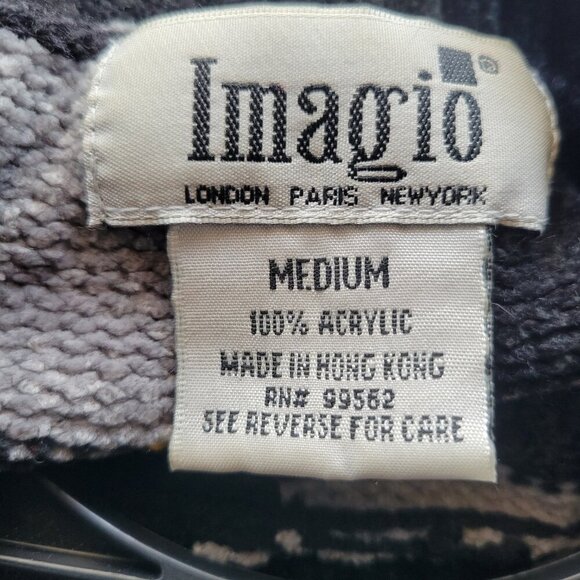 Imagio®
LONDON PARIS NEWYORK
MEDIUM
100% ACRYLIC
MADE IN HONG KONG
RN# 99562
SEE REVERSE FOR CARE